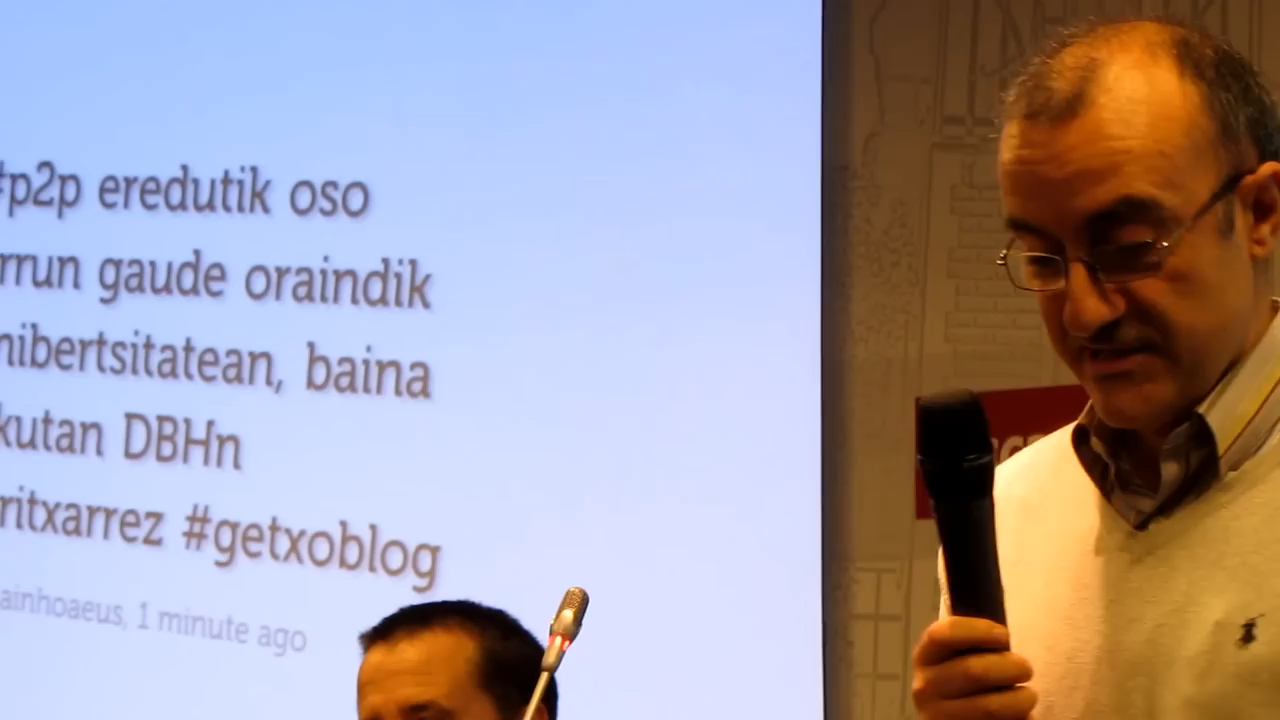 #p2p eredutik oso
rrun gaude oraindik
nibertsitatean, baina
kutan DBHn
ritxarrez #getxoblog
ainhoaeus, 1 minute ago